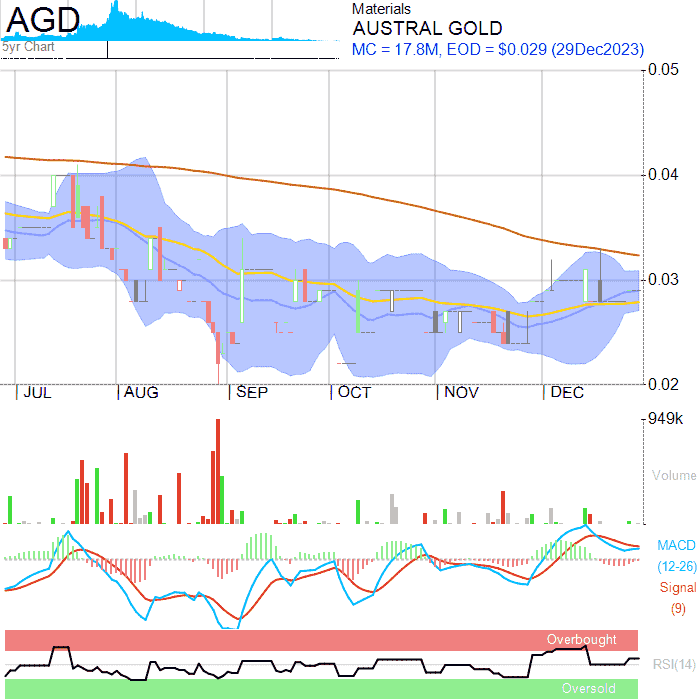 AGD
5yr Chart
Materials
AUSTRAL GOLD
MC = 17.8M, EOD = $0.029 (29Dec2023)
0.05
0.04
0.03
0.02
JUL AUG SEP OCT NOV DEC
949k
Volume
MACD
(12-26)
Signal
(9)
Overbought
RSI(14)
Oversold